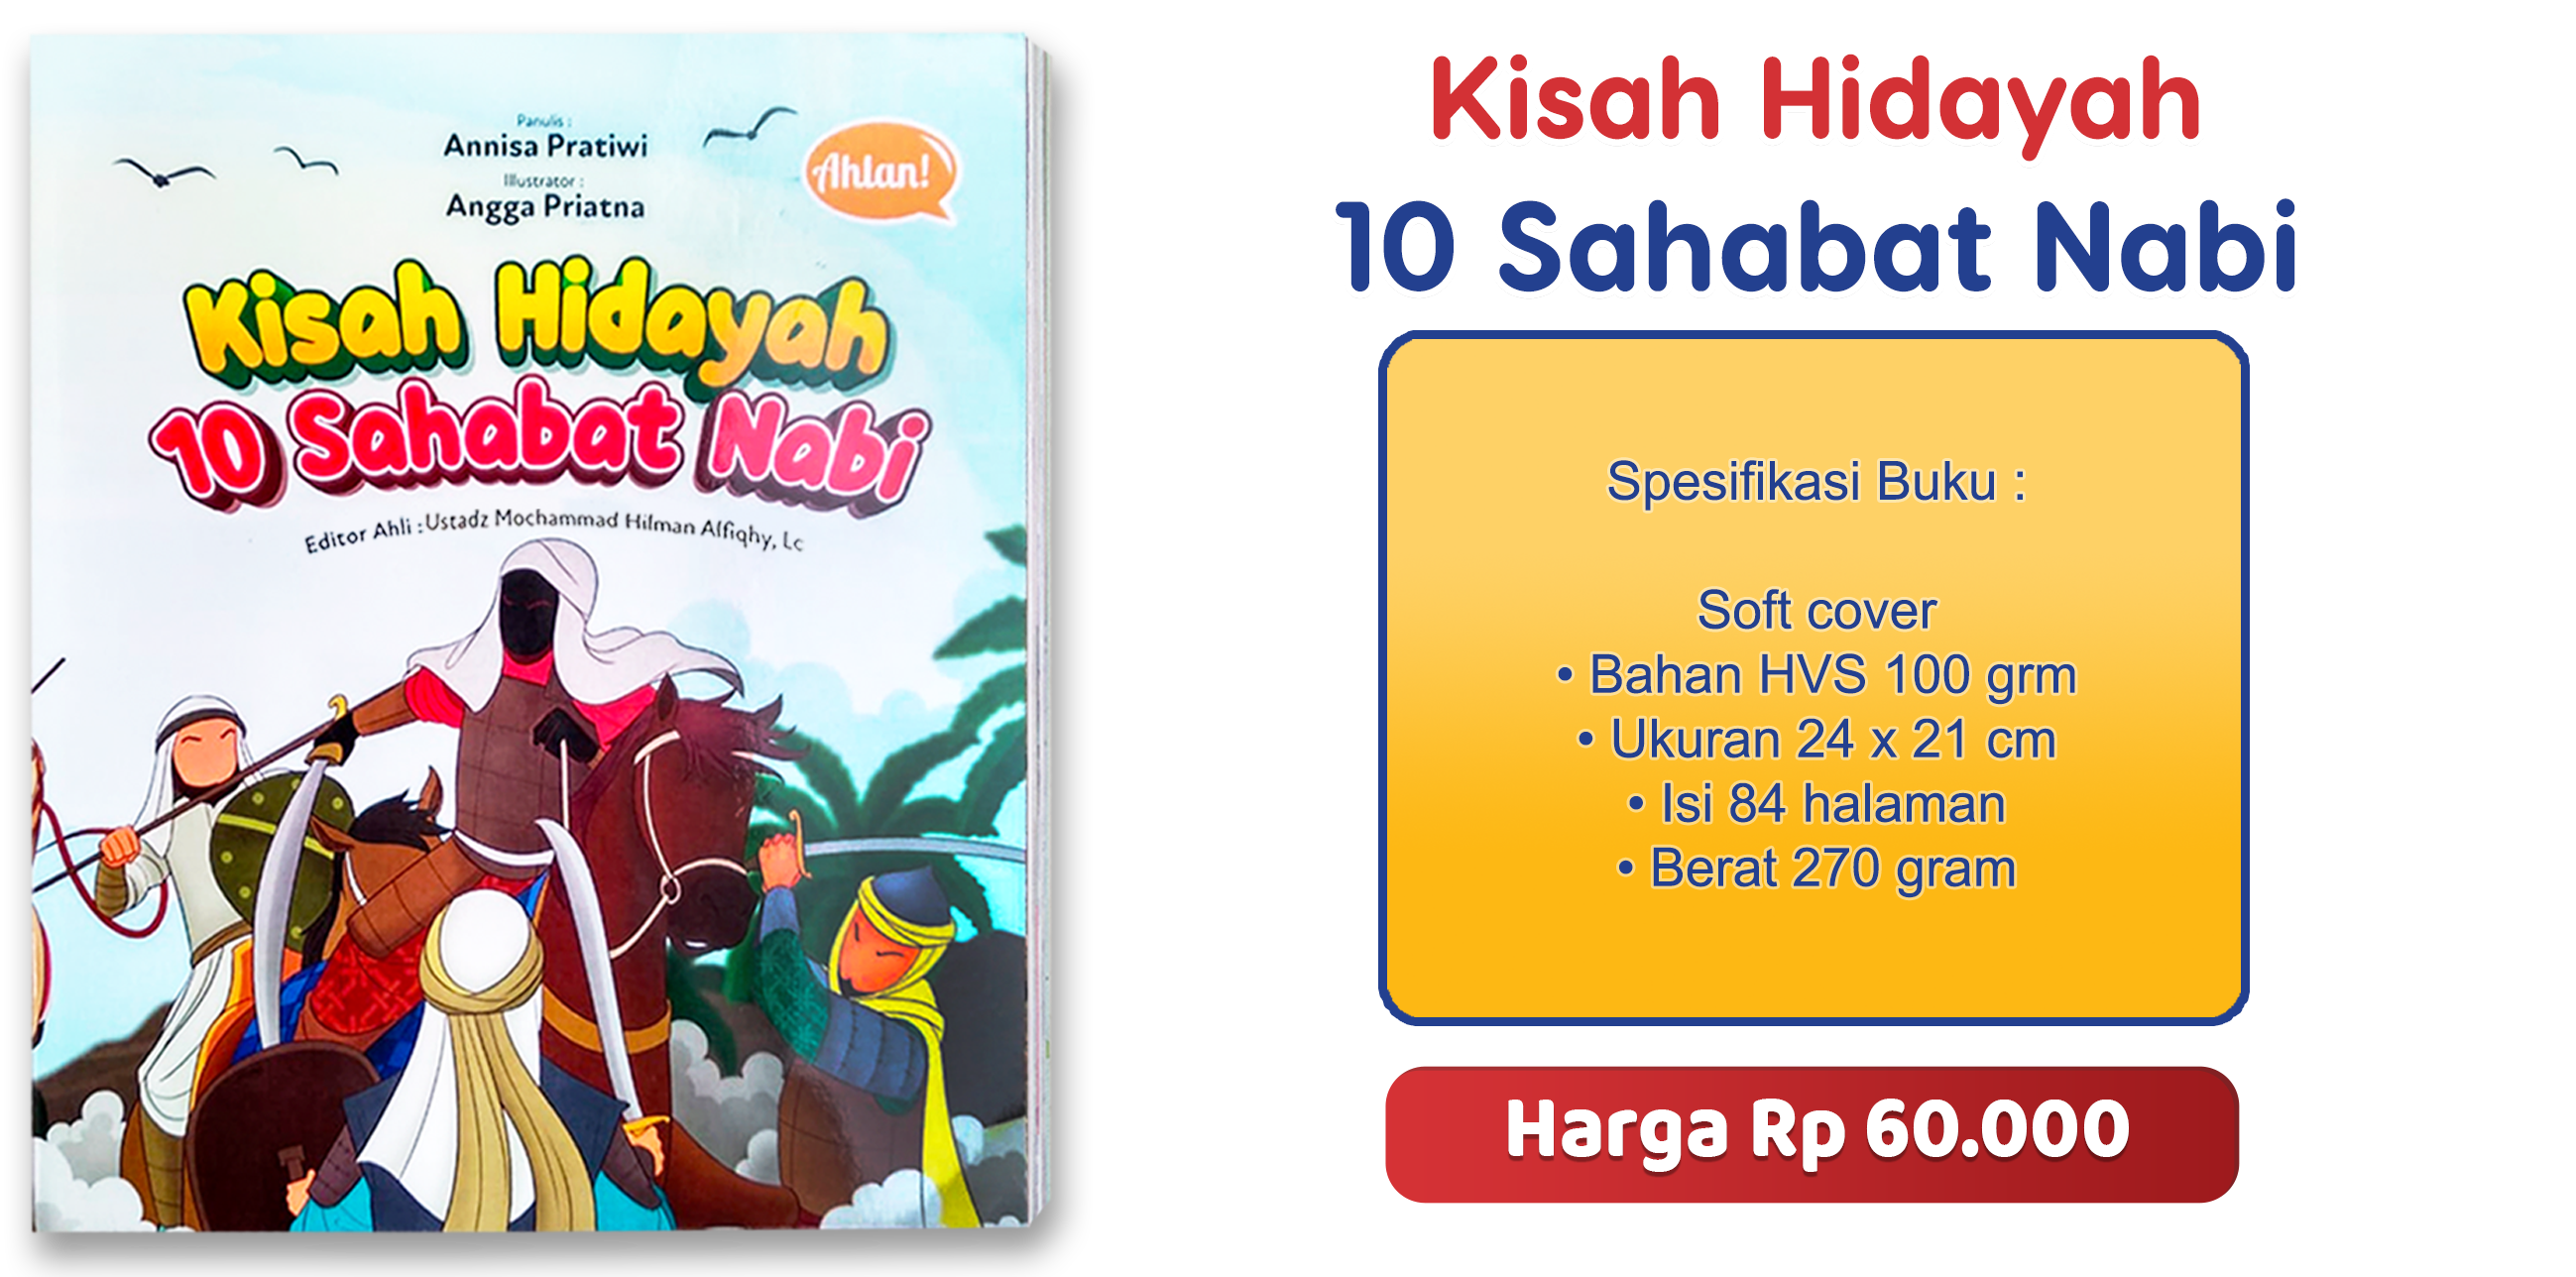 Panulis :
Annisa Pratiwi
Illustrator :
Angga Priatna
Ahlan!
Kisah Hidayah
10 Sahabat Nabi
Editor Ahli : Ustadz Mochammad Hilman Alfiqhy, Lc
Kisah Hidayah
10 Sahabat Nabi
Spesifikasi Buku :
Soft cover
• Bahan HVS 100 grm
• Ukuran 24 x 21 cm
• Isi 84 halaman
• Berat 270 gram
Harga Rp 60.000